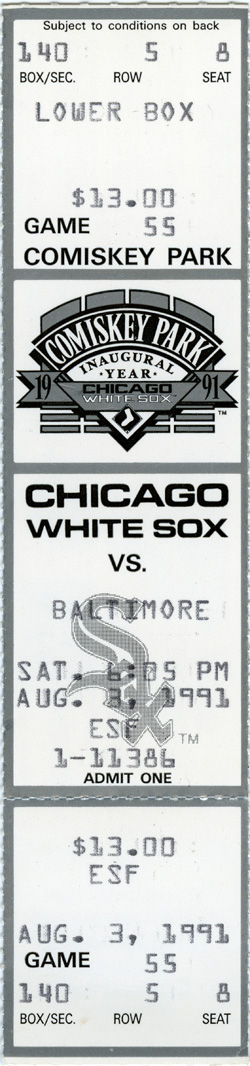 Subject to conditions on back
140 5 8
BOX/SEC. ROW SEAT
LOWER BOX
$13.00
GAME 55
COMISKEY PARK
COMISKEY PARK
INAUGURAL
·YEAR·
19 CHICAGO 91
WHITE SOX
TM
CHICAGO
WHITE SOX
VS.
BALTIMORE
Sox
SAT. 6:05 PM
AUG. 3, 1991
ESF
TM
1-11386
ADMIT ONE
$13.00
ESF
AUG. 3, 1991
GAME 55
140 5 8
BOX/SEC. ROW SEAT